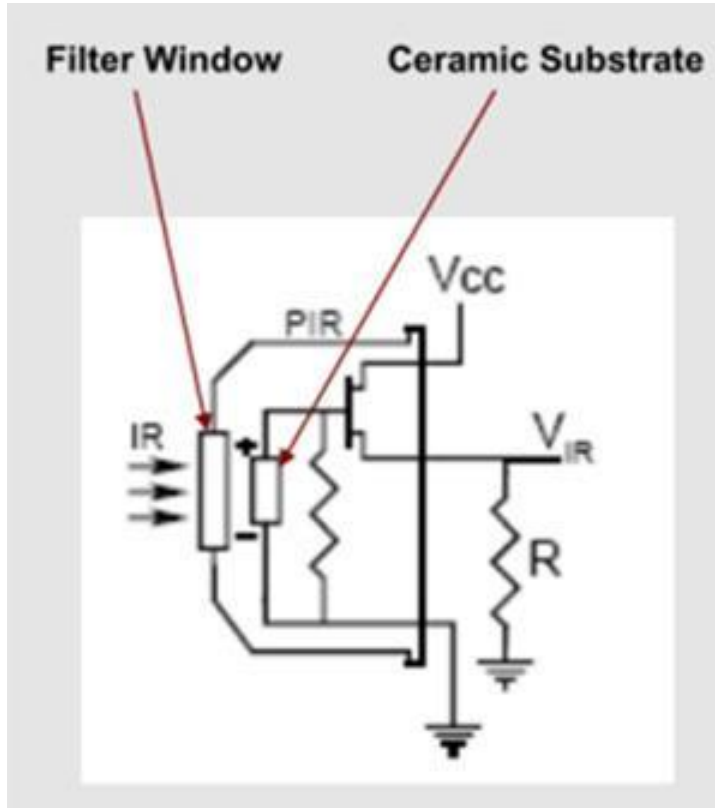 Filter Window
Ceramic Substrate
Vcc
PIR
IR
+
-
VIR
R